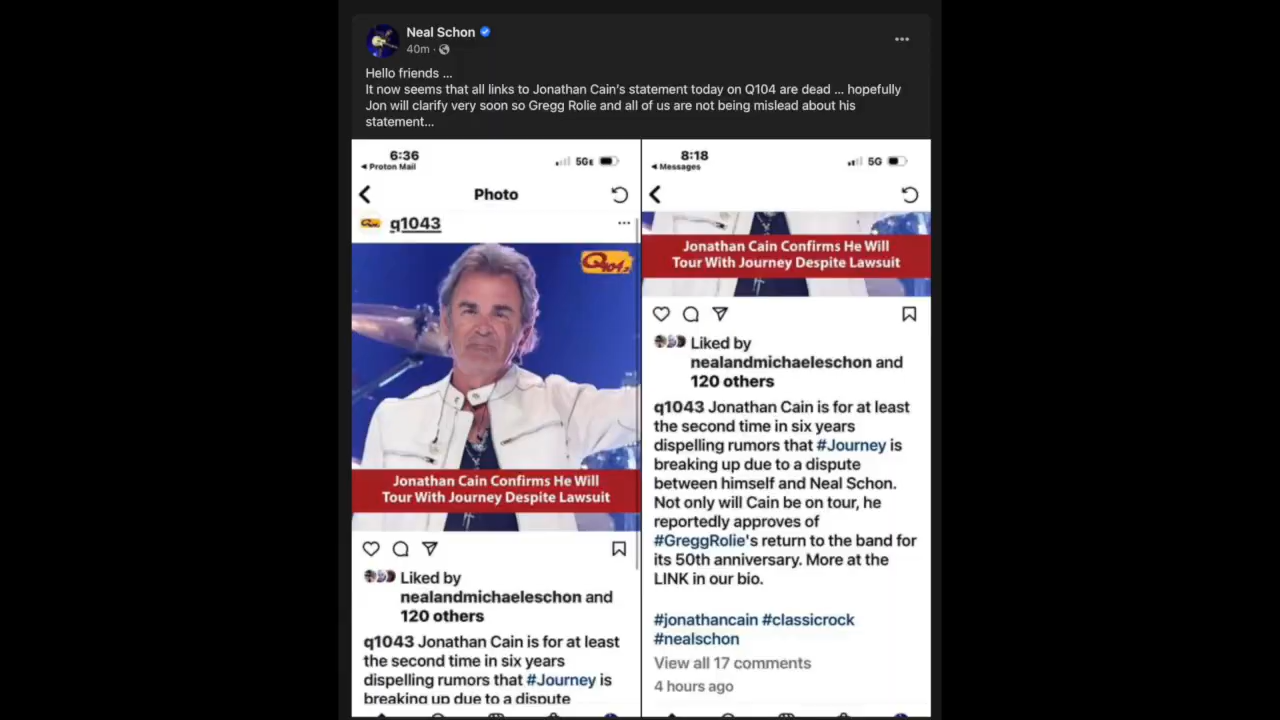 Neal Schon
40m ·
Hello friends ...
It now seems that all links to Jonathan Cain's statement today on Q104 are dead ... hopefully
Jon will clarify very soon so Gregg Rolie and all of us are not being mislead about his
statement...
6:36
5GE
◂ Proton Mail
Photo
q1043
Q104.3
Jonathan Cain Confirms He Will
Tour With Journey Despite Lawsuit
Liked by
nealandmichaeleschon and
120 others
q1043 Jonathan Cain is for at least
the second time in six years
dispelling rumors that #Journey is
breaking up due to a dispute
8:18
5G
◂ Messages
Jonathan Cain Confirms He Will
Tour With Journey Despite Lawsuit
Liked by
nealandmichaeleschon and
120 others
q1043 Jonathan Cain is for at least
the second time in six years
dispelling rumors that #Journey is
breaking up due to a dispute
between himself and Neal Schon.
Not only will Cain be on tour, he
reportedly approves of
#GreggRolie's return to the band for
its 50th anniversary. More at the
LINK in our bio.
#jonathancain #classicrock
#nealschon
View all 17 comments
4 hours ago